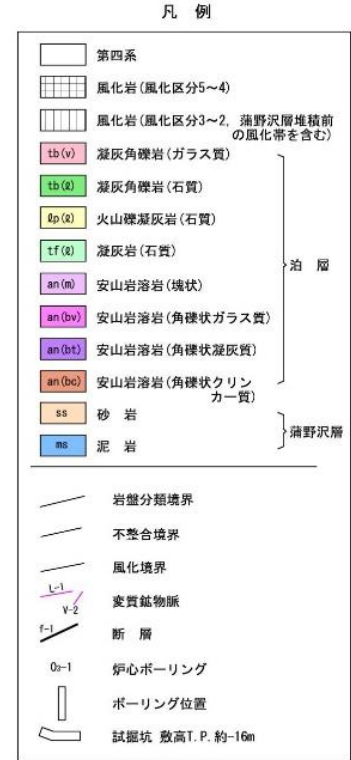 凡 例
第四系
風化岩(風化区分5～4)
風化岩(風化区分3～2, 蒲野沢層堆積前
の風化帯を含む)
tb(v) 凝灰角礫岩(ガラス質)
tb(ℓ) 凝灰角礫岩(石質)
ℓp(ℓ) 火山礫凝灰岩(石質)
tf(ℓ) 凝灰岩(石質)
an(m) 安山岩溶岩(塊状)
an(bv) 安山岩溶岩(角礫状ガラス質)
an(bt) 安山岩溶岩(角礫状凝灰質)
an(bc) 安山岩溶岩(角礫状クリン
カー質)
泊 層
ss 砂 岩
ms 泥 岩
蒲野沢層
岩盤分類境界
不整合境界
風化境界
L-1 V-2 変質鉱物脈
f-1 断 層
O3-1 炉心ボーリング
ボーリング位置
試掘坑 敷高T.P.約-16m